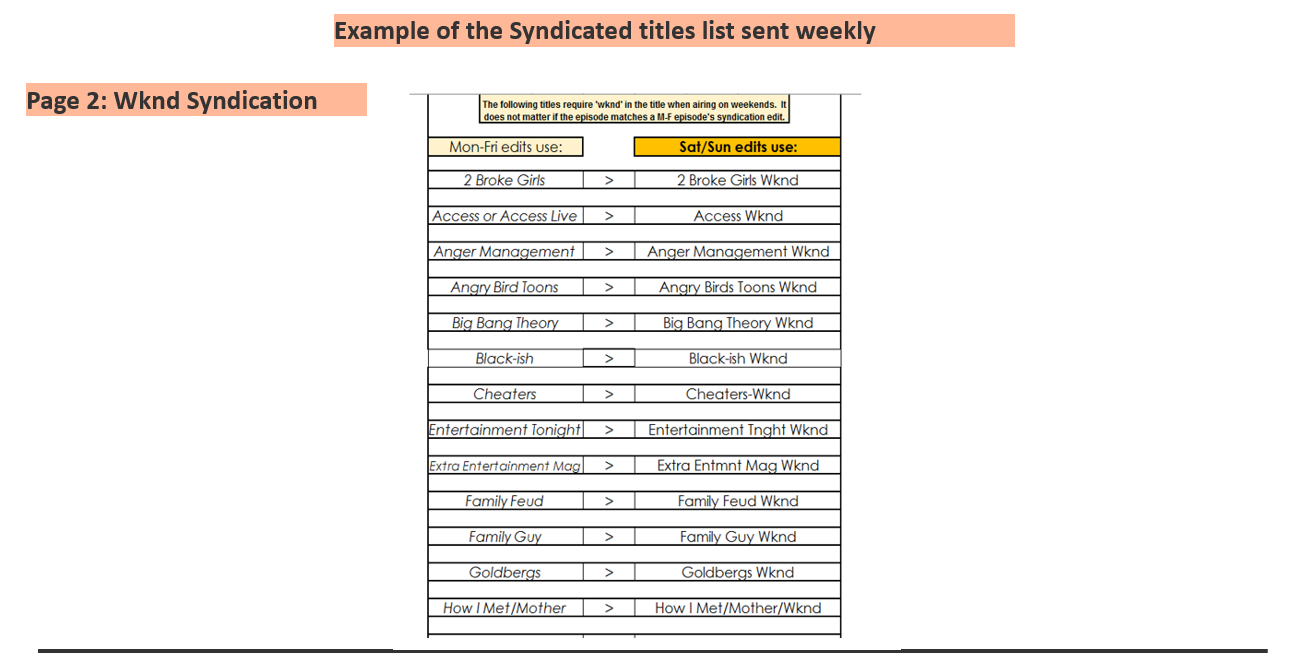 Example of the Syndicated titles list sent weekly
Page 2: Wknd Syndication
The following titles require 'wknd' in the title when airing on weekends. It
does not matter if the episode matches a M-F episode's syndication edit.
Mon-Fri edits use: Sat/Sun edits use:
2 Broke Girls > 2 Broke Girls Wknd
Access or Access Live > Access Wknd
Anger Management > Anger Management Wknd
Angry Bird Toons > Angry Birds Toons Wknd
Big Bang Theory > Big Bang Theory Wknd
Black-ish > Black-ish Wknd
Cheaters > Cheaters-Wknd
Entertainment Tonight > Entertainment Tnght Wknd
Extra Entertainment Mag > Extra Entmnt Mag Wknd
Family Feud > Family Feud Wknd
Family Guy > Family Guy Wknd
Goldbergs > Goldbergs Wknd
How I Met/Mother > How I Met/Mother/Wknd